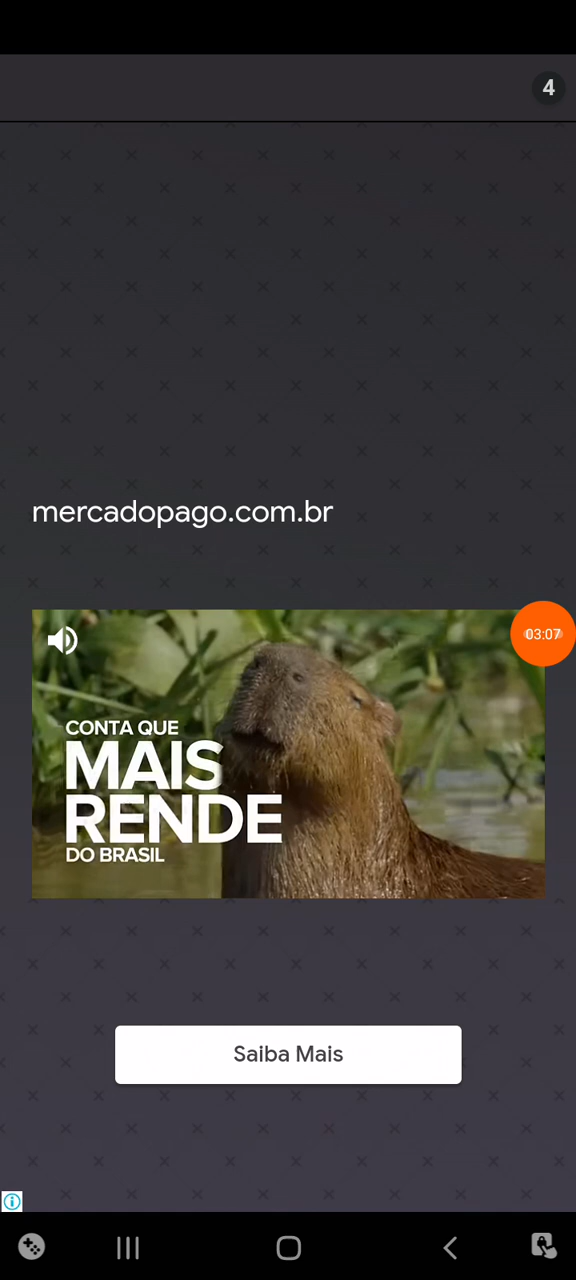 4
mercadopago.com.br
03:07
CONTA QUE
MAIS
RENDE
DO BRASIL
Saiba Mais